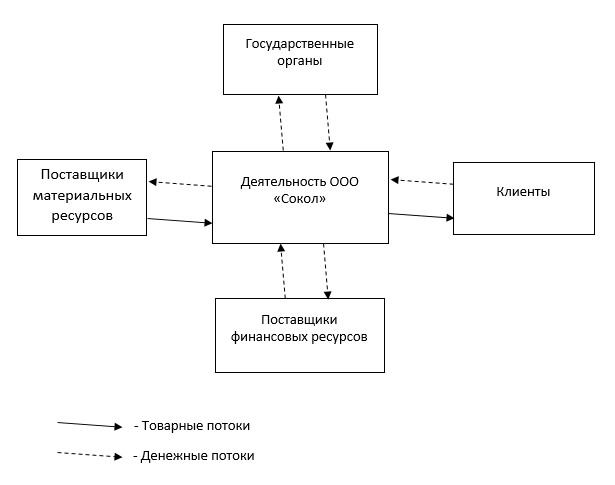 Государственные
органы
Поставщики
материальных
ресурсов
Деятельность ООО
«Сокол»
Клиенты
Поставщики
финансовых ресурсов
- Товарные потоки
- Денежные потоки